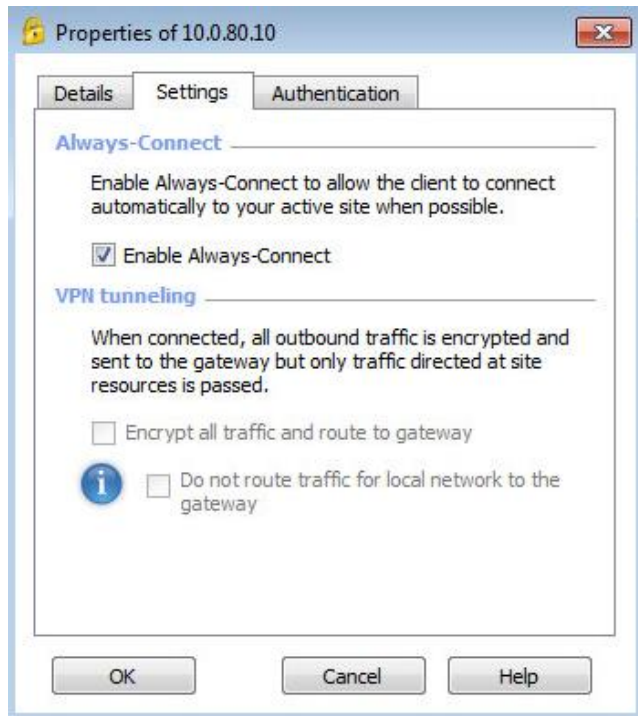 Properties of 10.0.80.10
Details Settings Authentication
Always-Connect
Enable Always-Connect to allow the client to connect
automatically to your active site when possible.
Enable Always-Connect
VPN tunneling
When connected, all outbound traffic is encrypted and
sent to the gateway but only traffic directed at site
resources is passed.
Encrypt all traffic and route to gateway
Do not route traffic for local network to the
gateway
OK Cancel Help